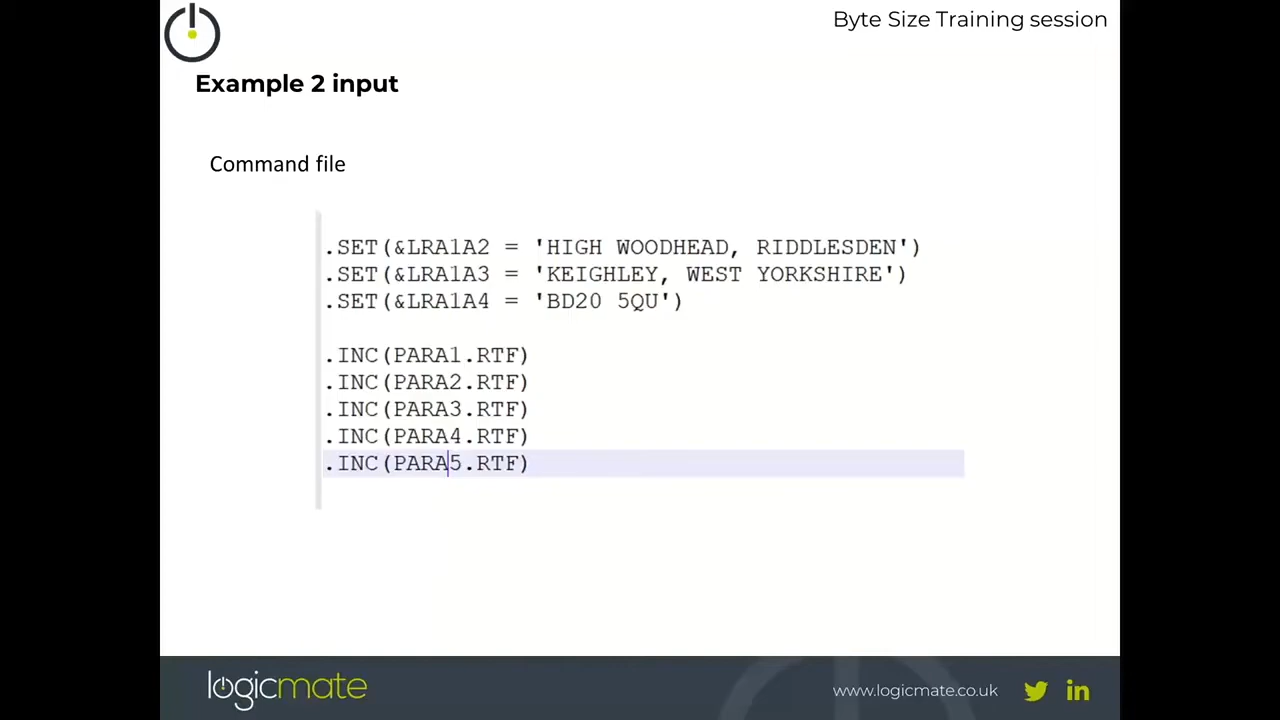 Byte Size Training session
Example 2 input
Command file
.SET(&LRA1A2 = 'HIGH WOODHEAD, RIDDLESDEN')
.SET(&LRA1A3 = 'KEIGHLEY, WEST YORKSHIRE')
.SET(&LRA1A4 = 'BD20 5QU')
.INC(PARA1.RTF)
.INC(PARA2.RTF)
.INC(PARA3.RTF)
.INC(PARA4.RTF)
.INC(PARA5.RTF)
logicmate
www.logicmate.co.uk
in